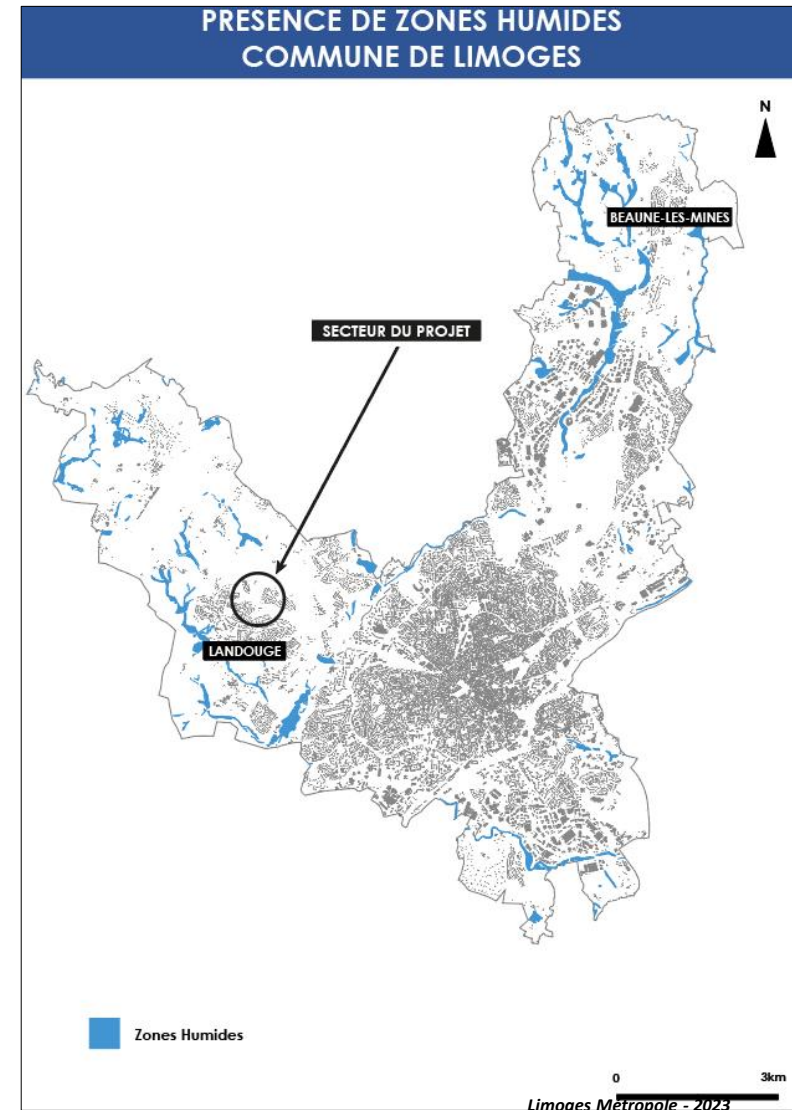 PRESENCE DE ZONES HUMIDES
COMMUNE DE LIMOGES
N
BEAUNE-LES-MINES
SECTEUR DU PROJET
LANDOUGE
Zones Humides
0 3km
Limoges Métropole - 2023